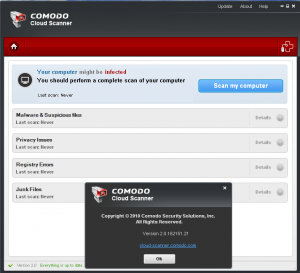 COMODO
Cloud Scanner
Update About Help
Your computer might be infected
You should perform a complete scan of your computer
Last scan: Never
Scan my computer
Malware & Suspicious files
Last scan: Never
Details
Privacy Issues
Last scan: Never
Details
Registry Errors
Last scan: Never
Details
Junk Files
Last scan: Never
Details
COMODO
Cloud Scanner
Copyright © 2010 Comodo Security Solutions, Inc.
All Rights Reserved.
Version 2.0.162151.21
cloud-scanner.comodo.com
Ok
Version 2.0 Everything is up to date